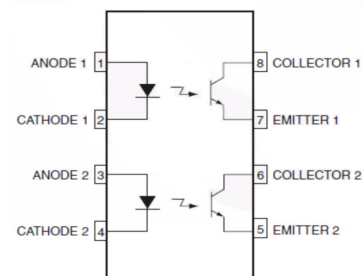 ANODE 1 1 8 COLLECTOR 1
CATHODE 1 2 7 EMITTER 1
ANODE 2 3 6 COLLECTOR 2
CATHODE 2 4 5 EMITTER 2